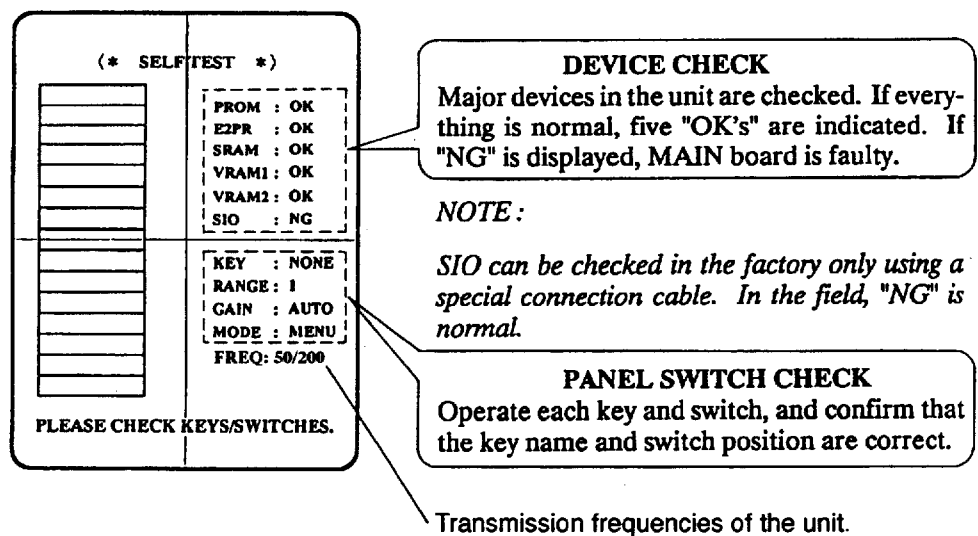 (* SELFTEST *)
PROM : OK
E2PR : OK
SRAM : OK
VRAM1 : OK
VRAM2 : OK
SIO : NG
KEY : NONE
RANGE : 1
GAIN : AUTO
MODE : MENU
FREQ: 50/200
PLEASE CHECK KEYS/SWITCHES.
DEVICE CHECK
Major devices in the unit are checked. If every-
thing is normal, five "OK's" are indicated. If
"NG" is displayed, MAIN board is faulty.
NOTE :
SIO can be checked in the factory only using a
special connection cable. In the field, "NG" is
normal.
PANEL SWITCH CHECK
Operate each key and switch, and confirm that
the key name and switch position are correct.
Transmission frequencies of the unit.